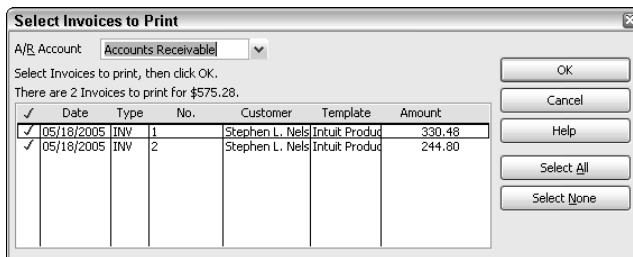 Select Invoices to Print
A/R Account Accounts Receivable
Select Invoices to print, then click OK.
There are 2 Invoices to print for $575.28.
✓ Date Type No. Customer Template Amount
✓ 05/18/2005 INV 1 Stephen L. Nels Intuit Produc 330.48
✓ 05/18/2005 INV 2 Stephen L. Nels Intuit Produc 244.80
OK
Cancel
Help
Select All
Select None